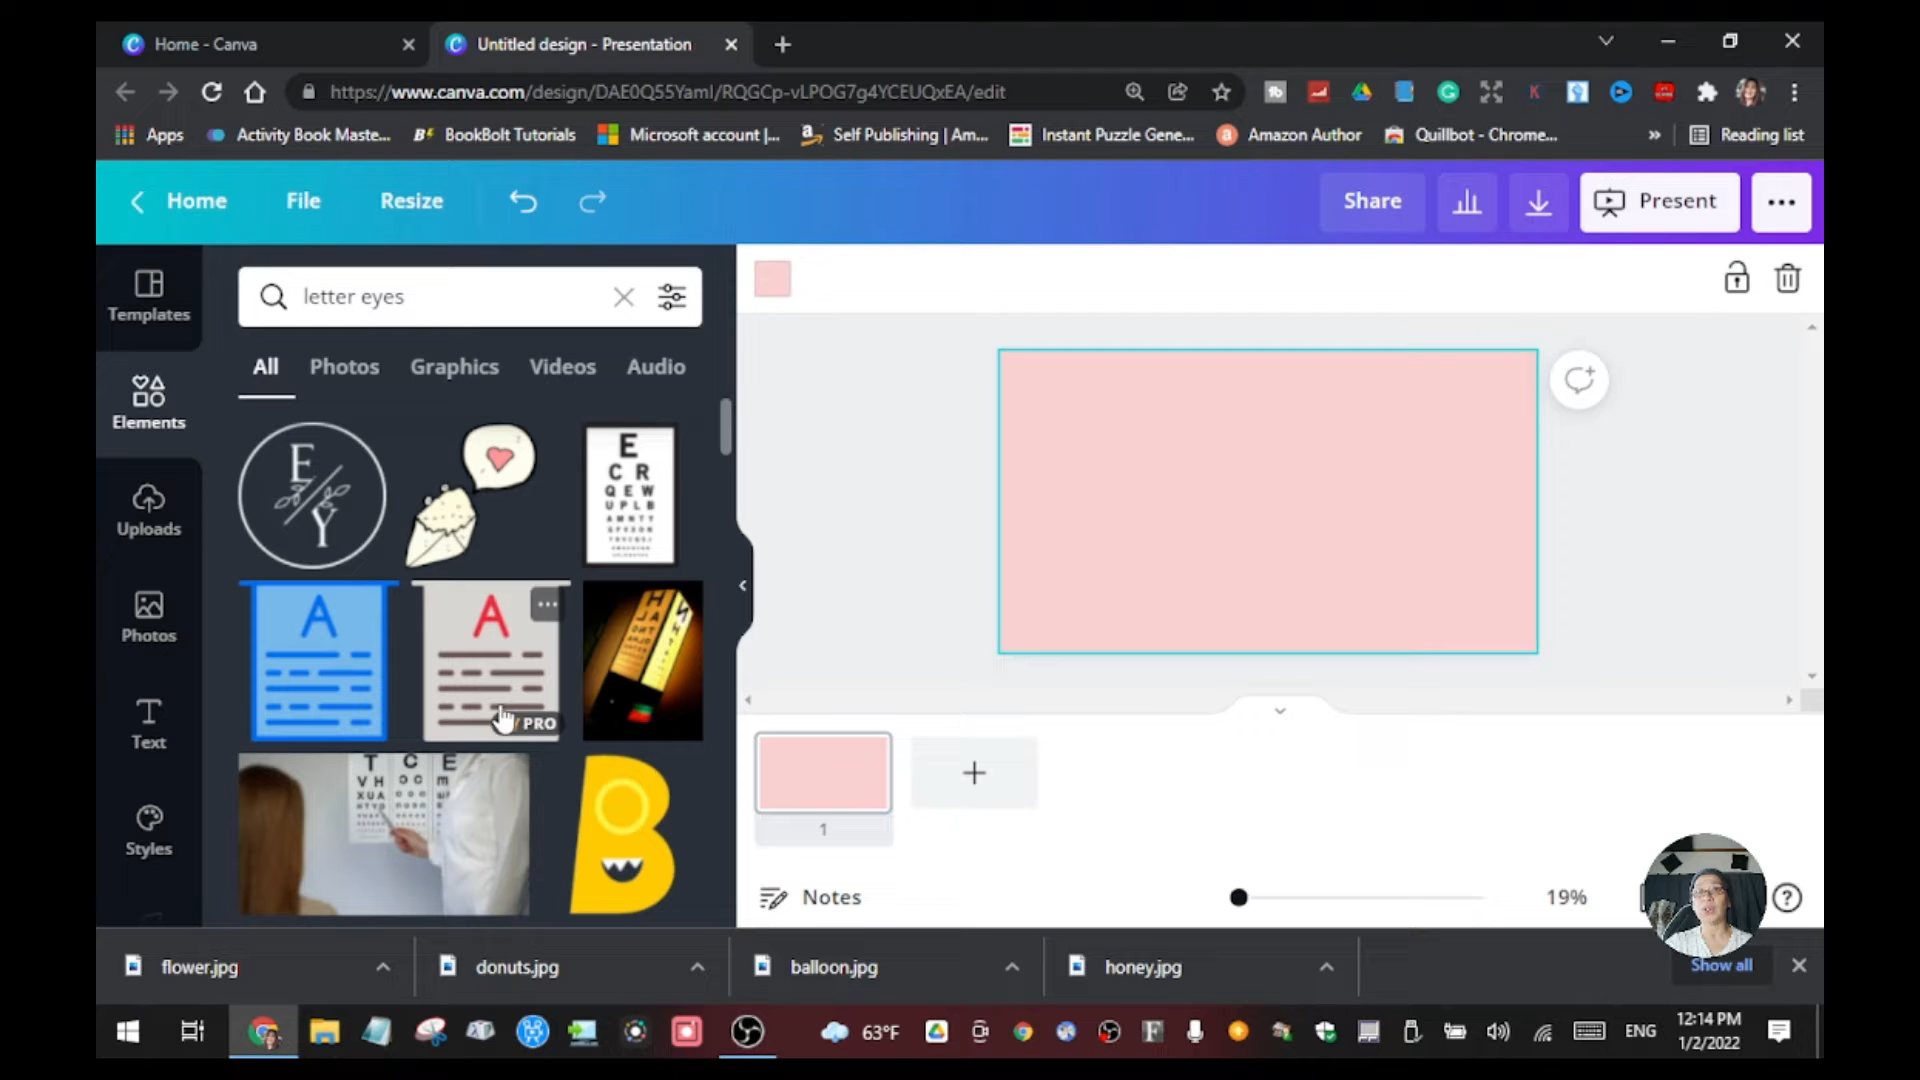 Home - Canva
Untitled design - Presentation
https://www.canva.com/design/DAE0Q55YamI/RQGCp-vLPOG7g4YCEUQxEA/edit
Apps
Activity Book Maste...
BookBolt Tutorials
Microsoft account |...
Self Publishing | Am...
Instant Puzzle Gene...
Amazon Author
Quillbot - Chrome...
»
Reading list
Home
File
Resize
Share
Present
Templates
Elements
Uploads
Photos
Text
Styles
letter eyes
All
Photos
Graphics
Videos
Audio
E
Y
E
C R
Q E W
U P L B
A M N T Y
A
A
PRO
T C E
VH
XUA
B
1
Notes
19%
flower.jpg
donuts.jpg
balloon.jpg
honey.jpg
Show all
63°F
ENG
12:14 PM
1/2/2022